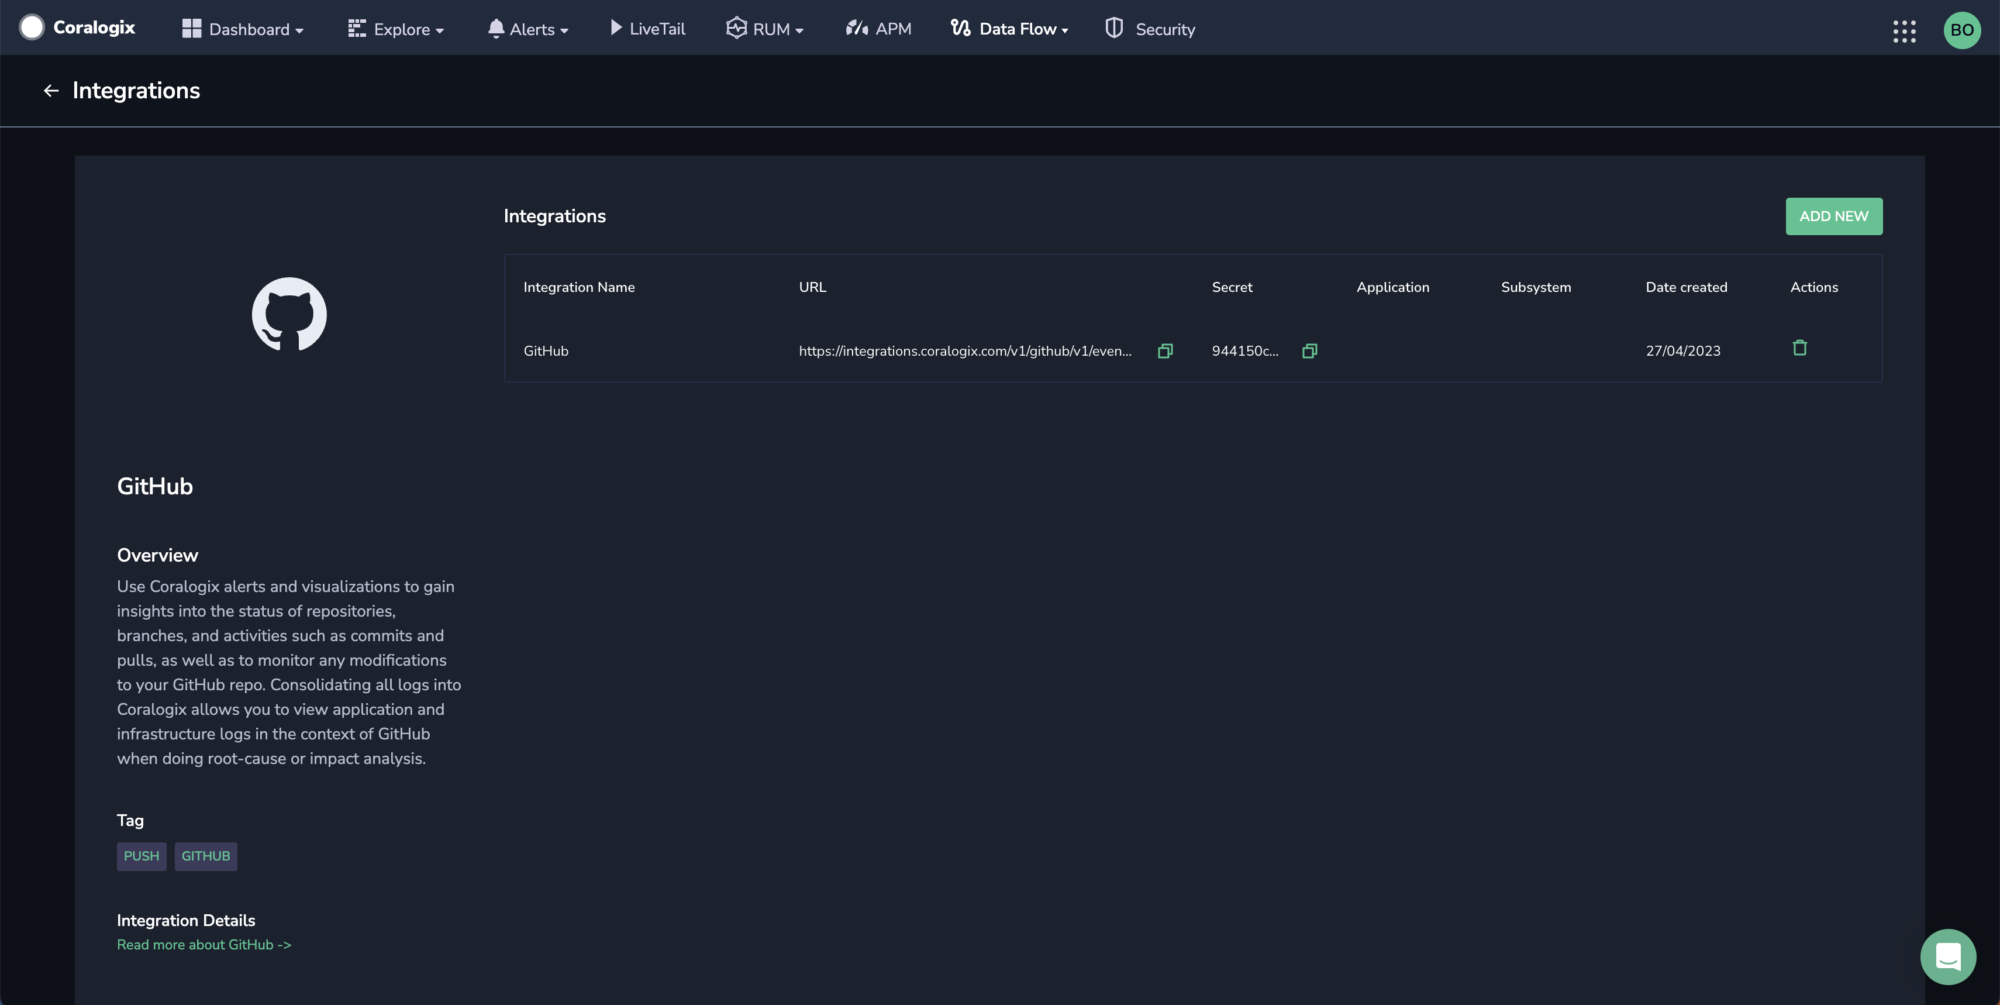 Coralogix
Dashboard
Explore
Alerts
LiveTail
RUM
APM
Data Flow
Security
BO
← Integrations
Integrations
ADD NEW
Integration Name URL Secret Application Subsystem Date created Actions
GitHub https://integrations.coralogix.com/v1/github/v1/even... 944150c... 27/04/2023
GitHub
Overview
Use Coralogix alerts and visualizations to gain
insights into the status of repositories,
branches, and activities such as commits and
pulls, as well as to monitor any modifications
to your GitHub repo. Consolidating all logs into
Coralogix allows you to view application and
infrastructure logs in the context of GitHub
when doing root-cause or impact analysis.
Tag
PUSH GITHUB
Integration Details
Read more about GitHub ->